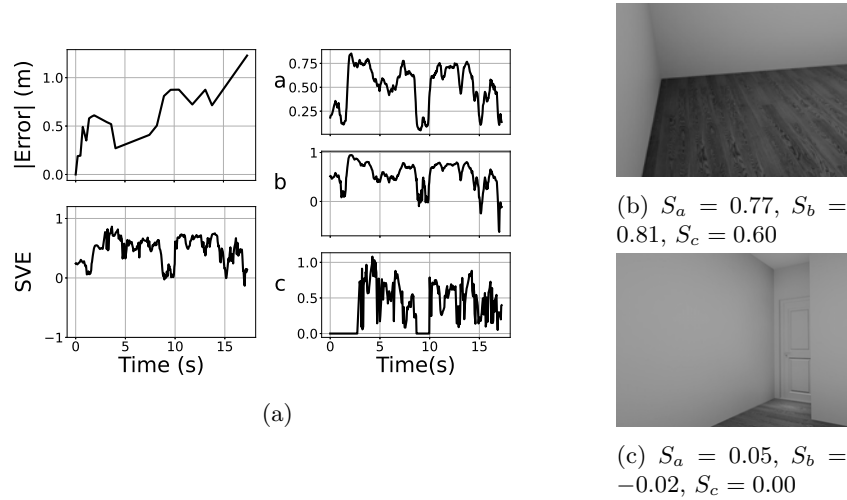 |Error| (m)
1.0
0.5
0.0
SVE
1
0
−1
0
5
10
15
Time (s)
a
0.75
0.50
0.25
b
1
0
c
1.0
0.5
0.0
0
5
10
15
Time(s)
(a)
(b) S_a = 0.77, S_b =
0.81, S_c = 0.60
(c) S_a = 0.05, S_b =
−0.02, S_c = 0.00